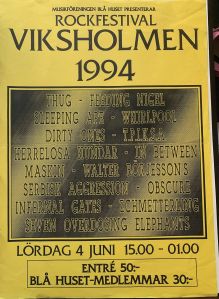 MUSIKFÖRENINGEN BLÅ HUSET PRESENTERAR
ROCKFESTIVAL
VIKSHOLMEN
1994
THUG - FEEDING NIGEL
SLEEPING APE - WHIRLPOOL
DIRTY ONES - T.P.I.K.S.A.
HERRELÖSA HUNDAR - IN BETWEEN
MASKIN - WALTER BÖRJESSON'S
SERBIEN AGGRESSION - OBSCURE
INFERNAL GATES - SCHMETTERLING
SEVEN OVERDOSING ELEPHANTS
LÖRDAG 4 JUNI 15.00 - 01.00
ENTRÉ 50:-
BLÅ HUSET-MEDLEMMAR 30:-